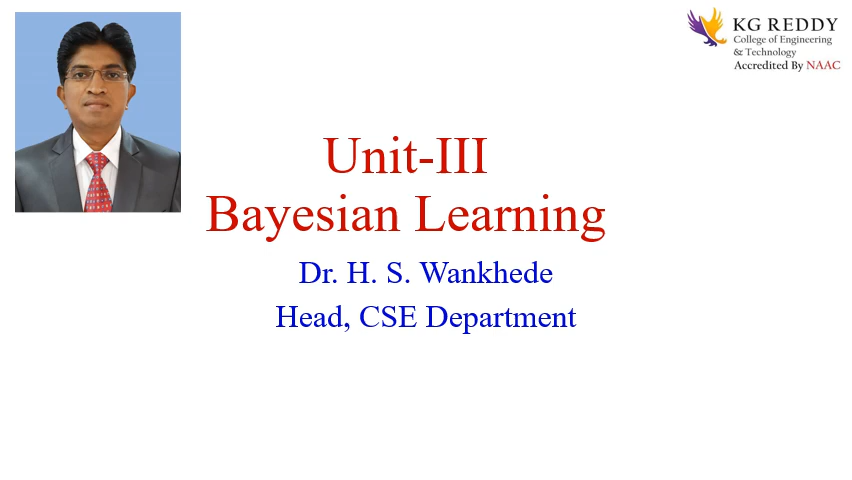 KG REDDY
College of Engineering
& Technology
Accredited By NAAC
Unit-III
Bayesian Learning
Dr. H. S. Wankhede
Head, CSE Department